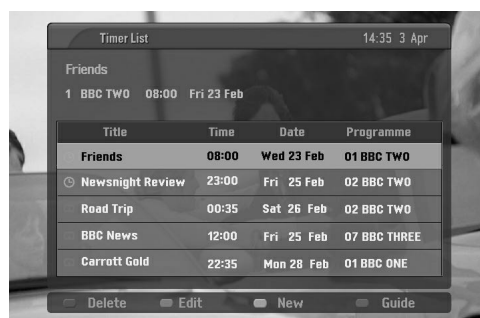 Timer List 14:35 3 Apr
Friends
1 BBC TWO 08:00 Fri 23 Feb
Title Time Date Programme
Friends 08:00 Wed 23 Feb 01 BBC TWO
Newsnight Review 23:00 Fri 25 Feb 02 BBC TWO
Road Trip 00:35 Sat 26 Feb 02 BBC TWO
BBC News 12:00 Fri 25 Feb 07 BBC THREE
Carrott Gold 22:35 Mon 28 Feb 01 BBC ONE
Delete Edit New Guide